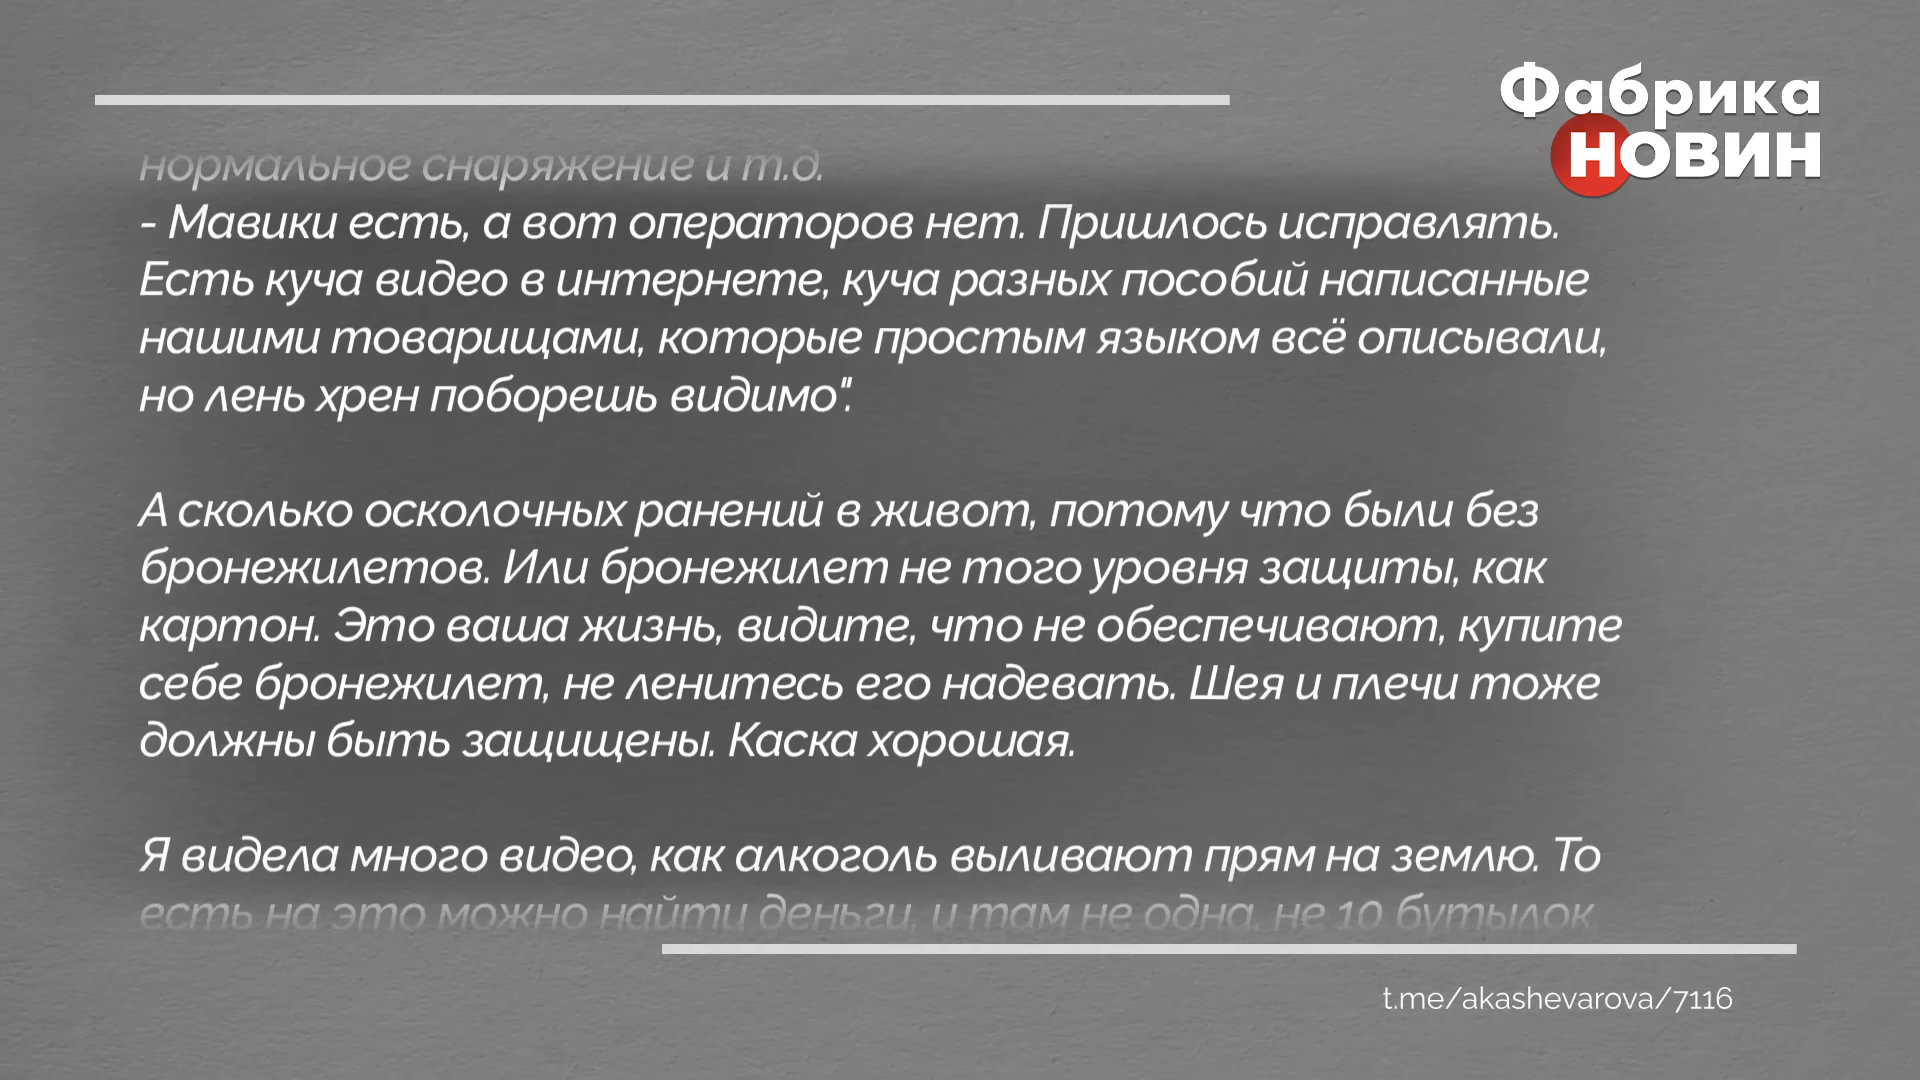 Фабрика
новин
нормальное снаряжение и т.д.
- Мавики есть, а вот операторов нет. Пришлось исправлять.
Есть куча видео в интернете, куча разных пособий написанные
нашими товарищами, которые простым языком всё описывали,
но лень хрен поборешь видимо".
А сколько осколочных ранений в живот, потому что были без
бронежилетов. Или бронежилет не того уровня защиты, как
картон. Это ваша жизнь, видите, что не обеспечивают, купите
себе бронежилет, не ленитесь его надевать. Шея и плечи тоже
должны быть защищены. Каска хорошая.
Я видела много видео, как алкоголь выливают прям на землю. То
есть на это можно найти деньги, и там не одна, не 10 бутылок
t.me/akashevarova/7116